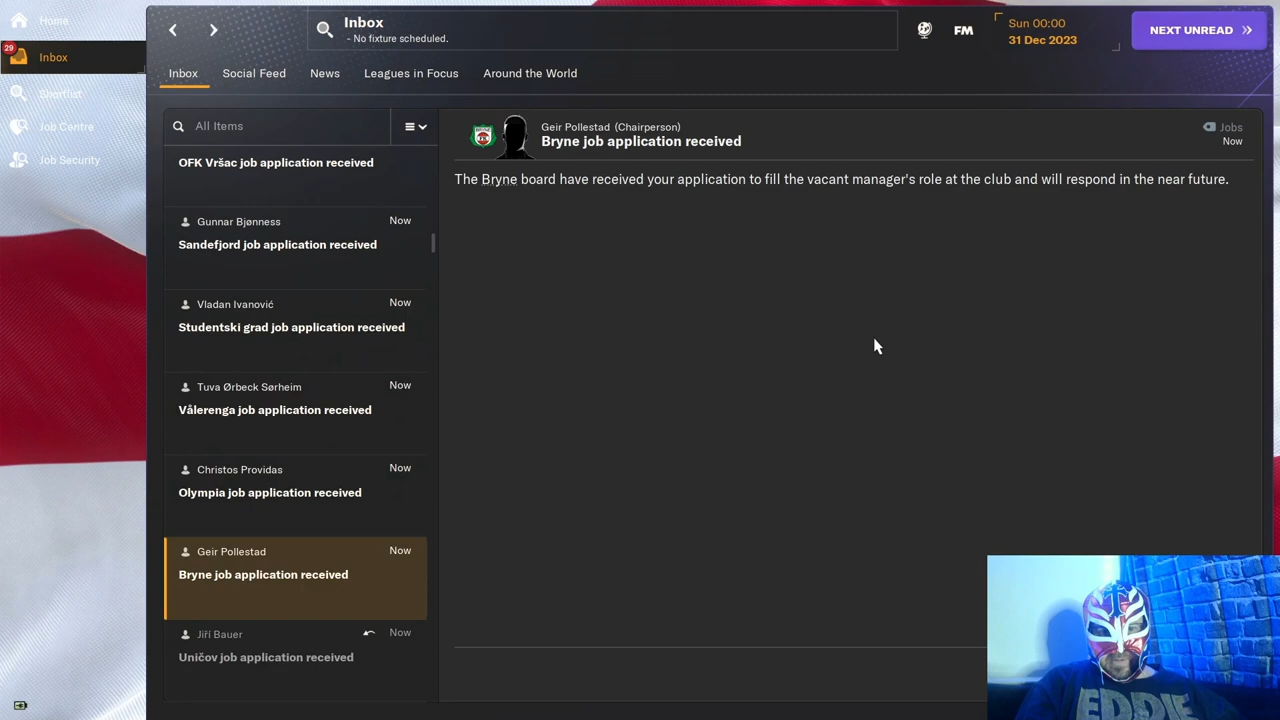 Home
29
Inbox
Shortlist
Job Centre
Job Security
Inbox
- No fixture scheduled.
FM
Sun 00:00
31 Dec 2023
NEXT UNREAD
Inbox
Social Feed
News
Leagues in Focus
Around the World
All Items
OFK Vršac job application received
Gunnar Bjønness
Now
Sandefjord job application received
Vladan Ivanović
Now
Studentski grad job application received
Tuva Ørbeck Sørheim
Now
Vålerenga job application received
Christos Providas
Now
Olympia job application received
Geir Pollestad
Now
Bryne job application received
Jiří Bauer
Now
Uničov job application received
BRYNE
Geir Pollestad (Chairperson)
Bryne job application received
Jobs
Now
The Bryne board have received your application to fill the vacant manager's role at the club and will respond in the near future.
EDDIE